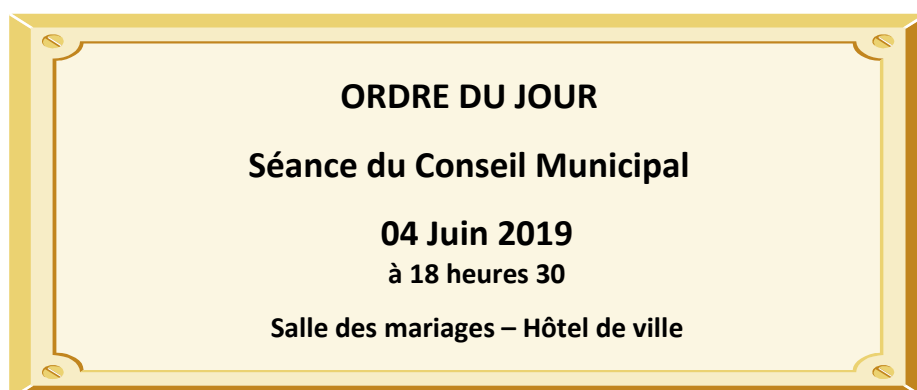 ORDRE DU JOUR
Séance du Conseil Municipal
04 Juin 2019
à 18 heures 30
Salle des mariages – Hôtel de ville